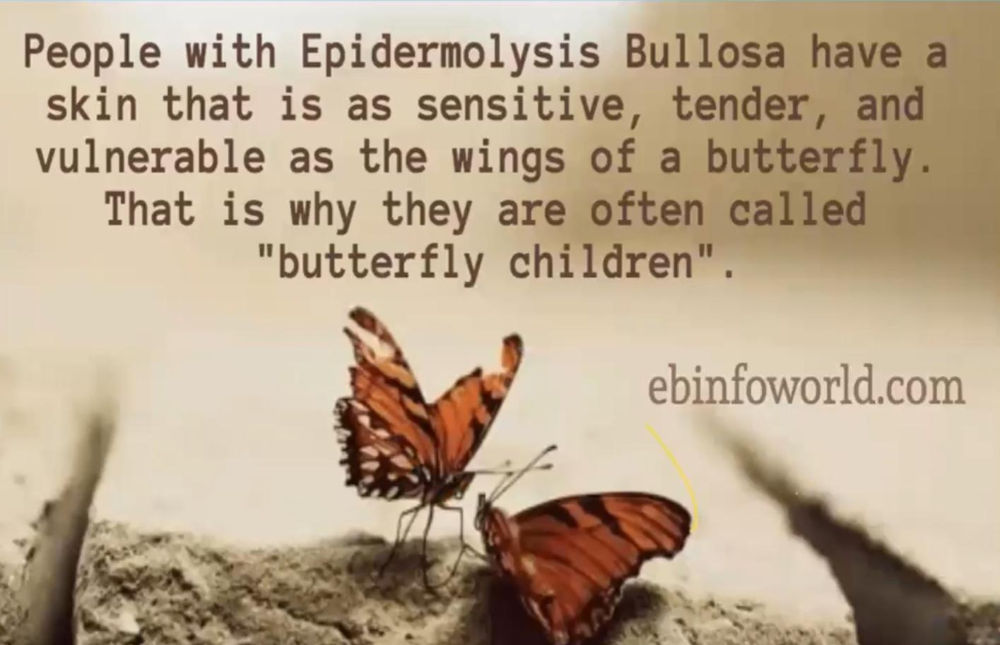 People with Epidermolysis Bullosa have a
skin that is as sensitive, tender, and
vulnerable as the wings of a butterfly.
That is why they are often called
"butterfly children".
ebinfoworld.com